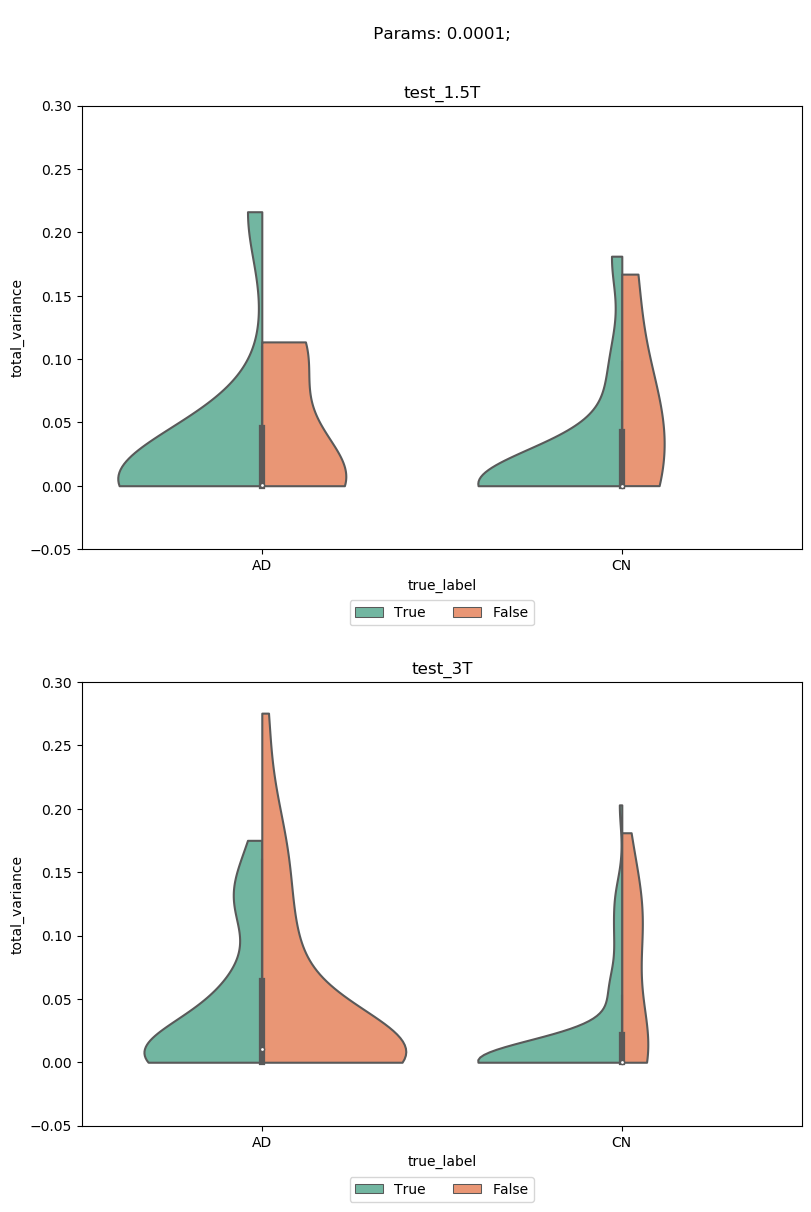 Params: 0.0001;
test_1.5T
0.30
0.25
0.20
0.15
0.10
0.05
0.00
−0.05
total_variance
AD CN
true_label
True False
test_3T
0.30
0.25
0.20
0.15
0.10
0.05
0.00
−0.05
total_variance
AD CN
true_label
True False